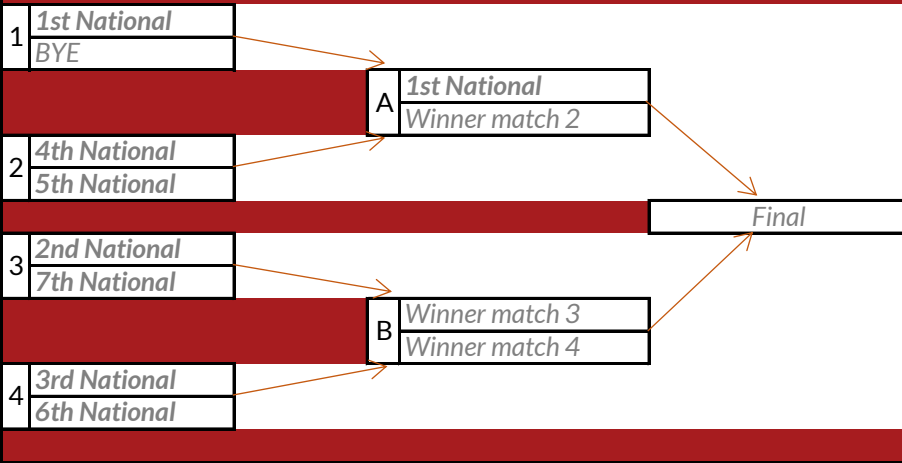 1
1st National
BYE
A
1st National
Winner match 2
2
4th National
5th National
Final
3
2nd National
7th National
B
Winner match 3
Winner match 4
4
3rd National
6th National